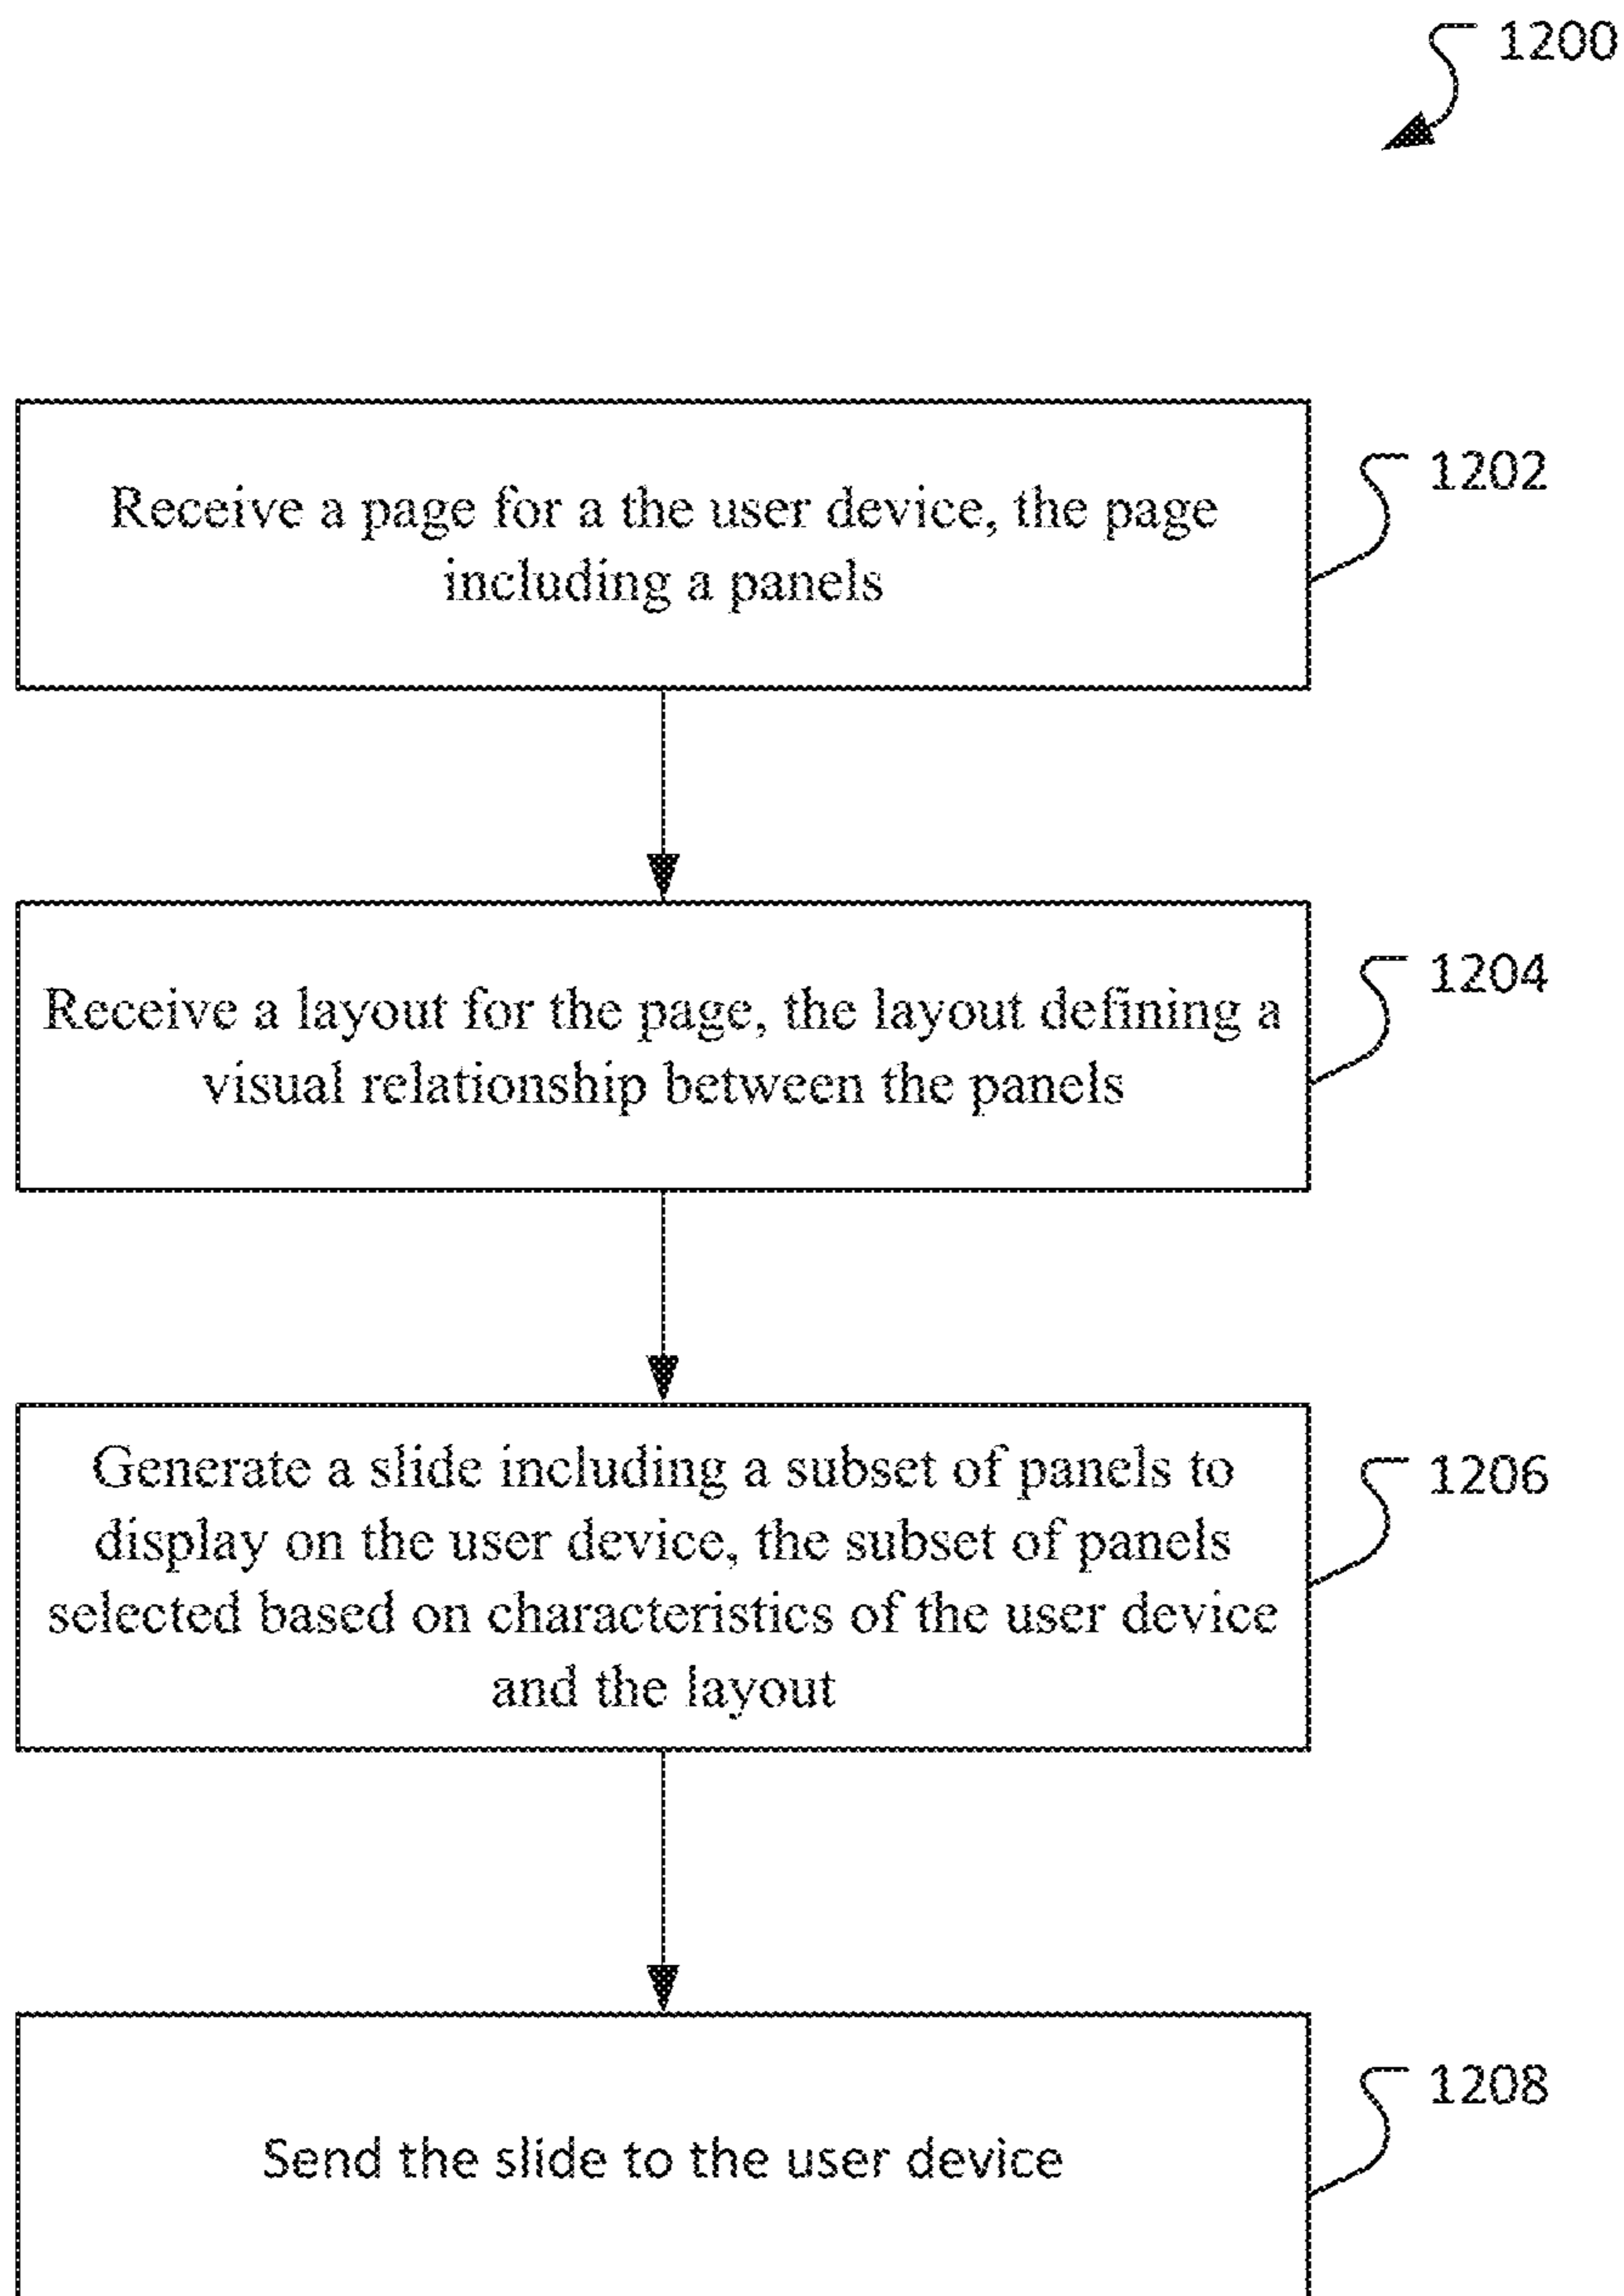 1200
Receive a page for a the user device, the page
including a panels
1202
Receive a layout for the page, the layout defining a
visual relationship between the panels
1204
Generate a slide including a subset of panels to
display on the user device, the subset of panels
selected based on characteristics of the user device
and the layout
1206
Send the slide to the user device
1208